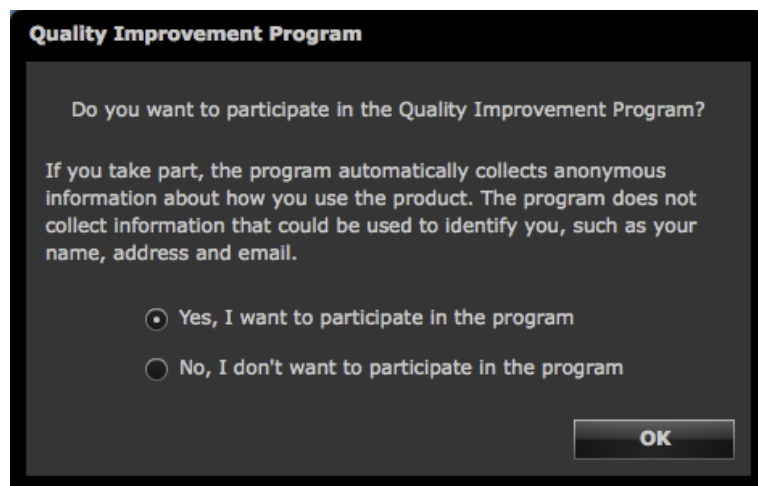 Quality Improvement Program
Do you want to participate in the Quality Improvement Program?
If you take part, the program automatically collects anonymous
information about how you use the product. The program does not
collect information that could be used to identify you, such as your
name, address and email.
Yes, I want to participate in the program
No, I don't want to participate in the program
OK